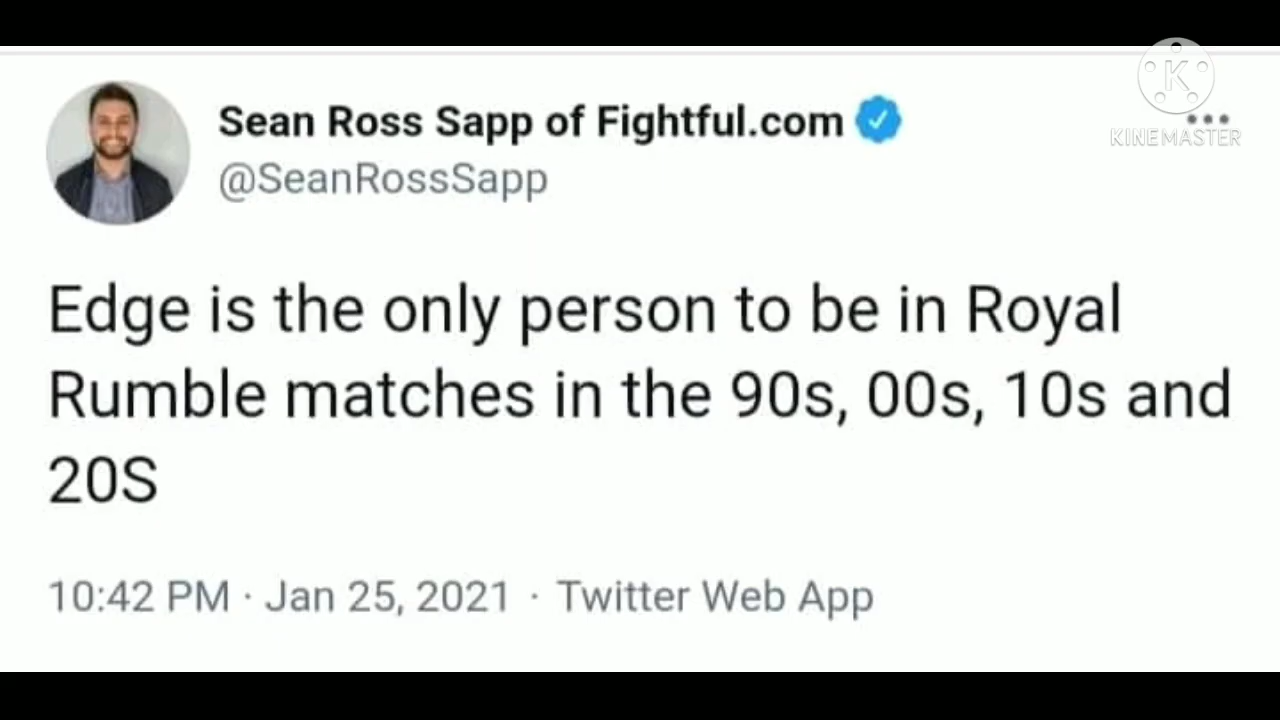 Sean Ross Sapp of Fightful.com
@SeanRossSapp
K
KINEMASTER
Edge is the only person to be in Royal
Rumble matches in the 90s, 00s, 10s and
20S
10:42 PM · Jan 25, 2021 · Twitter Web App